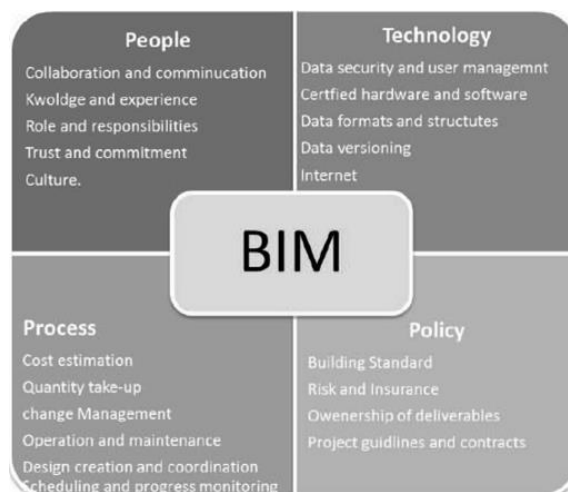 People
Collaboration and comminucation
Kwoldge and experience
Role and responsibilities
Trust and commitment
Culture.
Technology
Data security and user managemnt
Certfied hardware and software
Data formats and structutes
Data versioning
Internet
BIM
Process
Cost estimation
Quantity take-up
change Management
Operation and maintenance
Design creation and coordination
Scheduling and progress monitoring
Policy
Building Standard
Risk and Insurance
Owenership of deliverables
Project guidlines and contracts